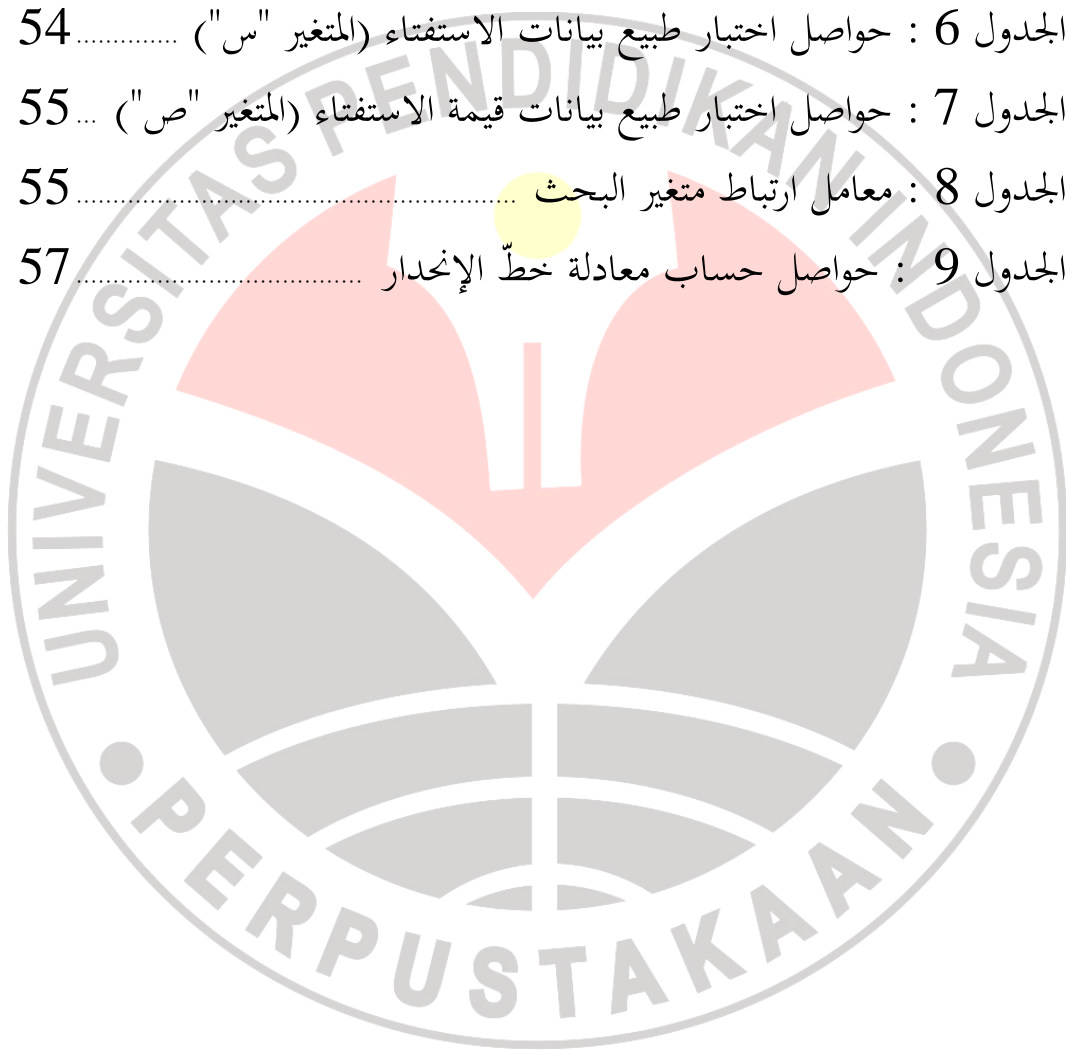 الجدول 6 : حواصل اختبار طبيع بيانات الاستفتاء (المتغير "س") .............. 54
الجدول 7 : حواصل اختبار طبيع بيانات قيمة الاستفتاء (المتغير "ص") ... 55
الجدول 8 : معامل ارتباط متغير البحث ............................................................ 55
الجدول 9 : حواصل حساب معادلة خطّ الإنحدار ....................................... 57
UNIVERSITAS PENDIDIKAN INDONESIA
PERPUSTAKAAN